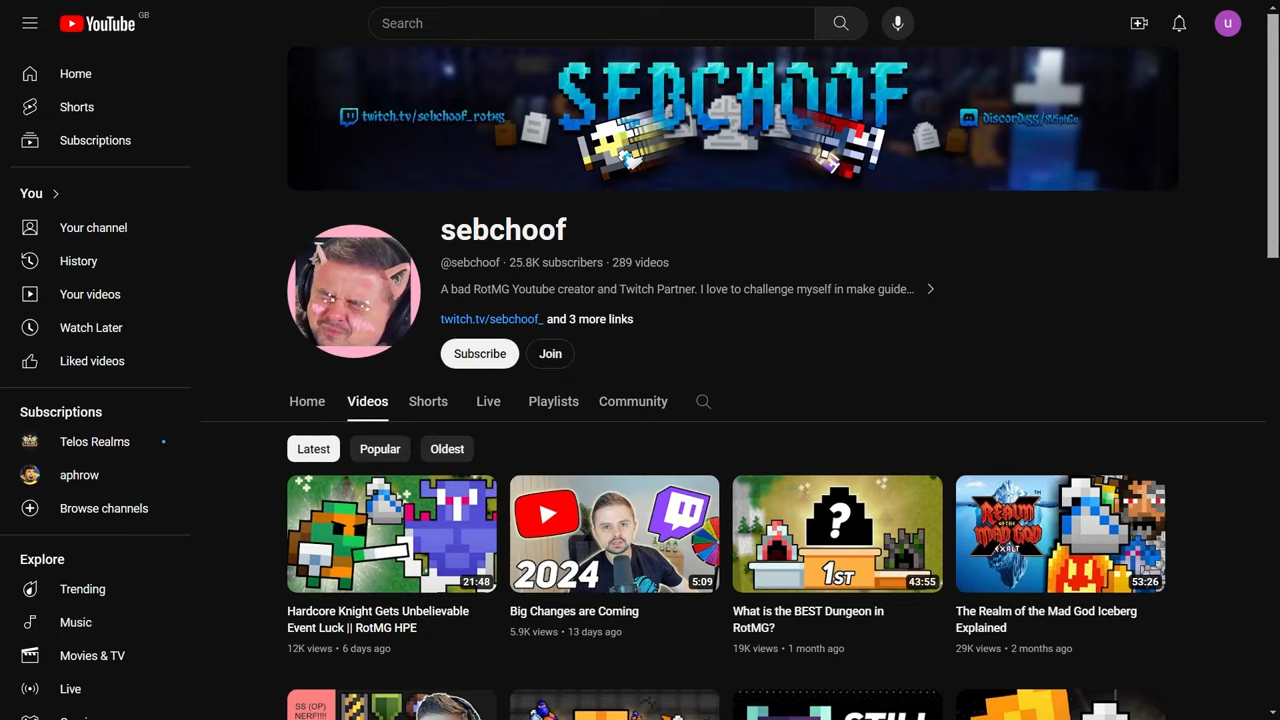 YouTube GB
Search
u
Home
Shorts
Subscriptions
You
Your channel
History
Your videos
Watch Later
Liked videos
Subscriptions
Telos Realms
aphrow
Browse channels
Explore
Trending
Music
Movies & TV
Live
SEBCHOOF
twitch.tv/sebchoof_rotmg
sebchoof
@sebchoof · 25.8K subscribers · 289 videos
A bad RotMG Youtube creator and Twitch Partner. I love to challenge myself in make guide...
twitch.tv/sebchoof_ and 3 more links
Subscribe
Join
Home Videos Shorts Live Playlists Community
Latest Popular Oldest
21:48
Hardcore Knight Gets Unbelievable
Event Luck || RotMG HPE
12K views • 6 days ago
2024
5:09
Big Changes are Coming
5.9K views • 13 days ago
?
1ST
43:55
What is the BEST Dungeon in
RotMG?
19K views • 1 month ago
REALM
OF THE
MAD GOD
EXALT
53:26
The Realm of the Mad God Iceberg
Explained
29K views • 2 months ago
SS (OP)
NERF!!!!
STILL